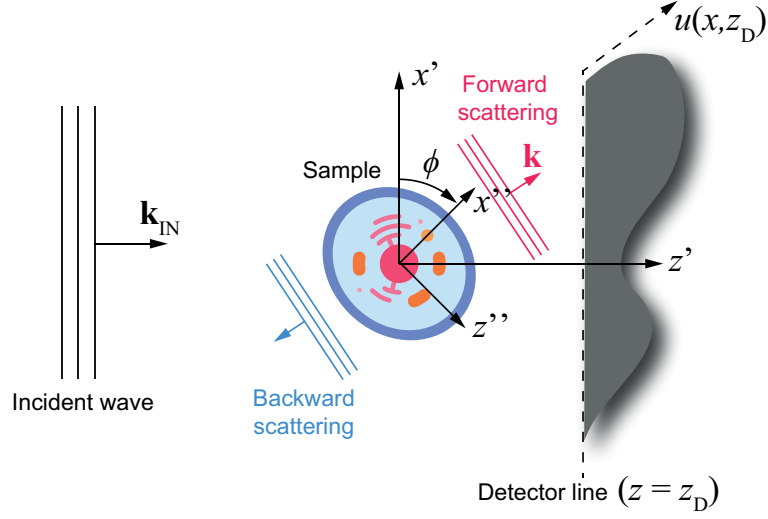 u(x,z_D)
x'
Forward
scattering
k
ϕ
Sample
x''
k_IN
z'
z''
Incident wave
Backward
scattering
Detector line (z = z_D)